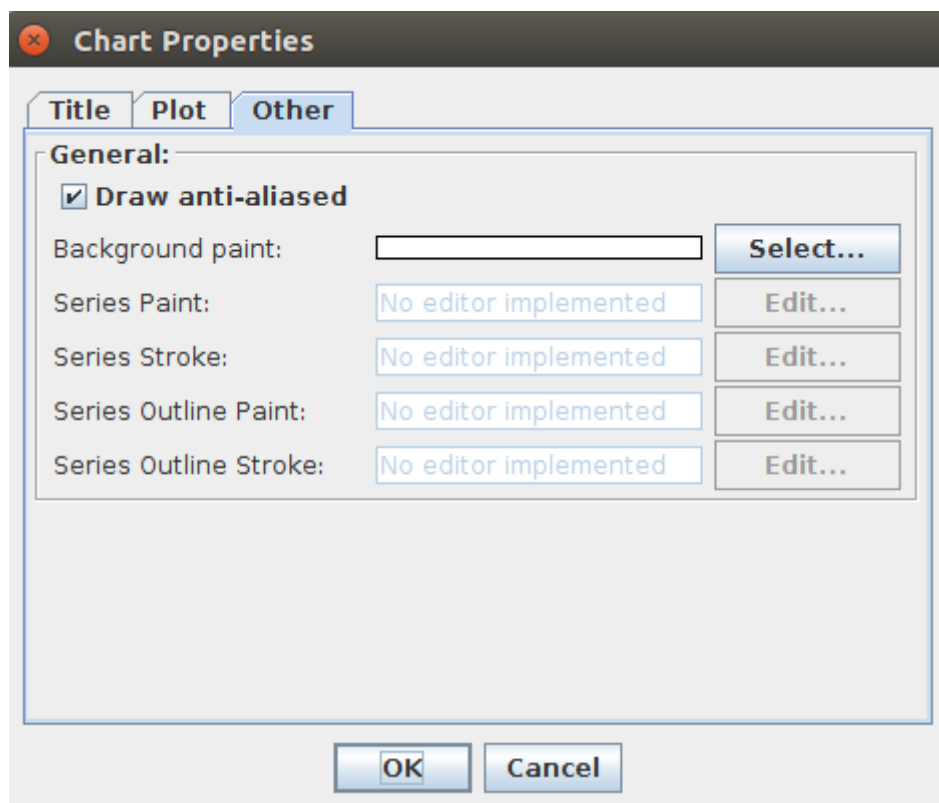 Chart Properties
Title Plot Other
General:
Draw anti-aliased
Background paint: Select...
Series Paint: No editor implemented Edit...
Series Stroke: No editor implemented Edit...
Series Outline Paint: No editor implemented Edit...
Series Outline Stroke: No editor implemented Edit...
OK Cancel